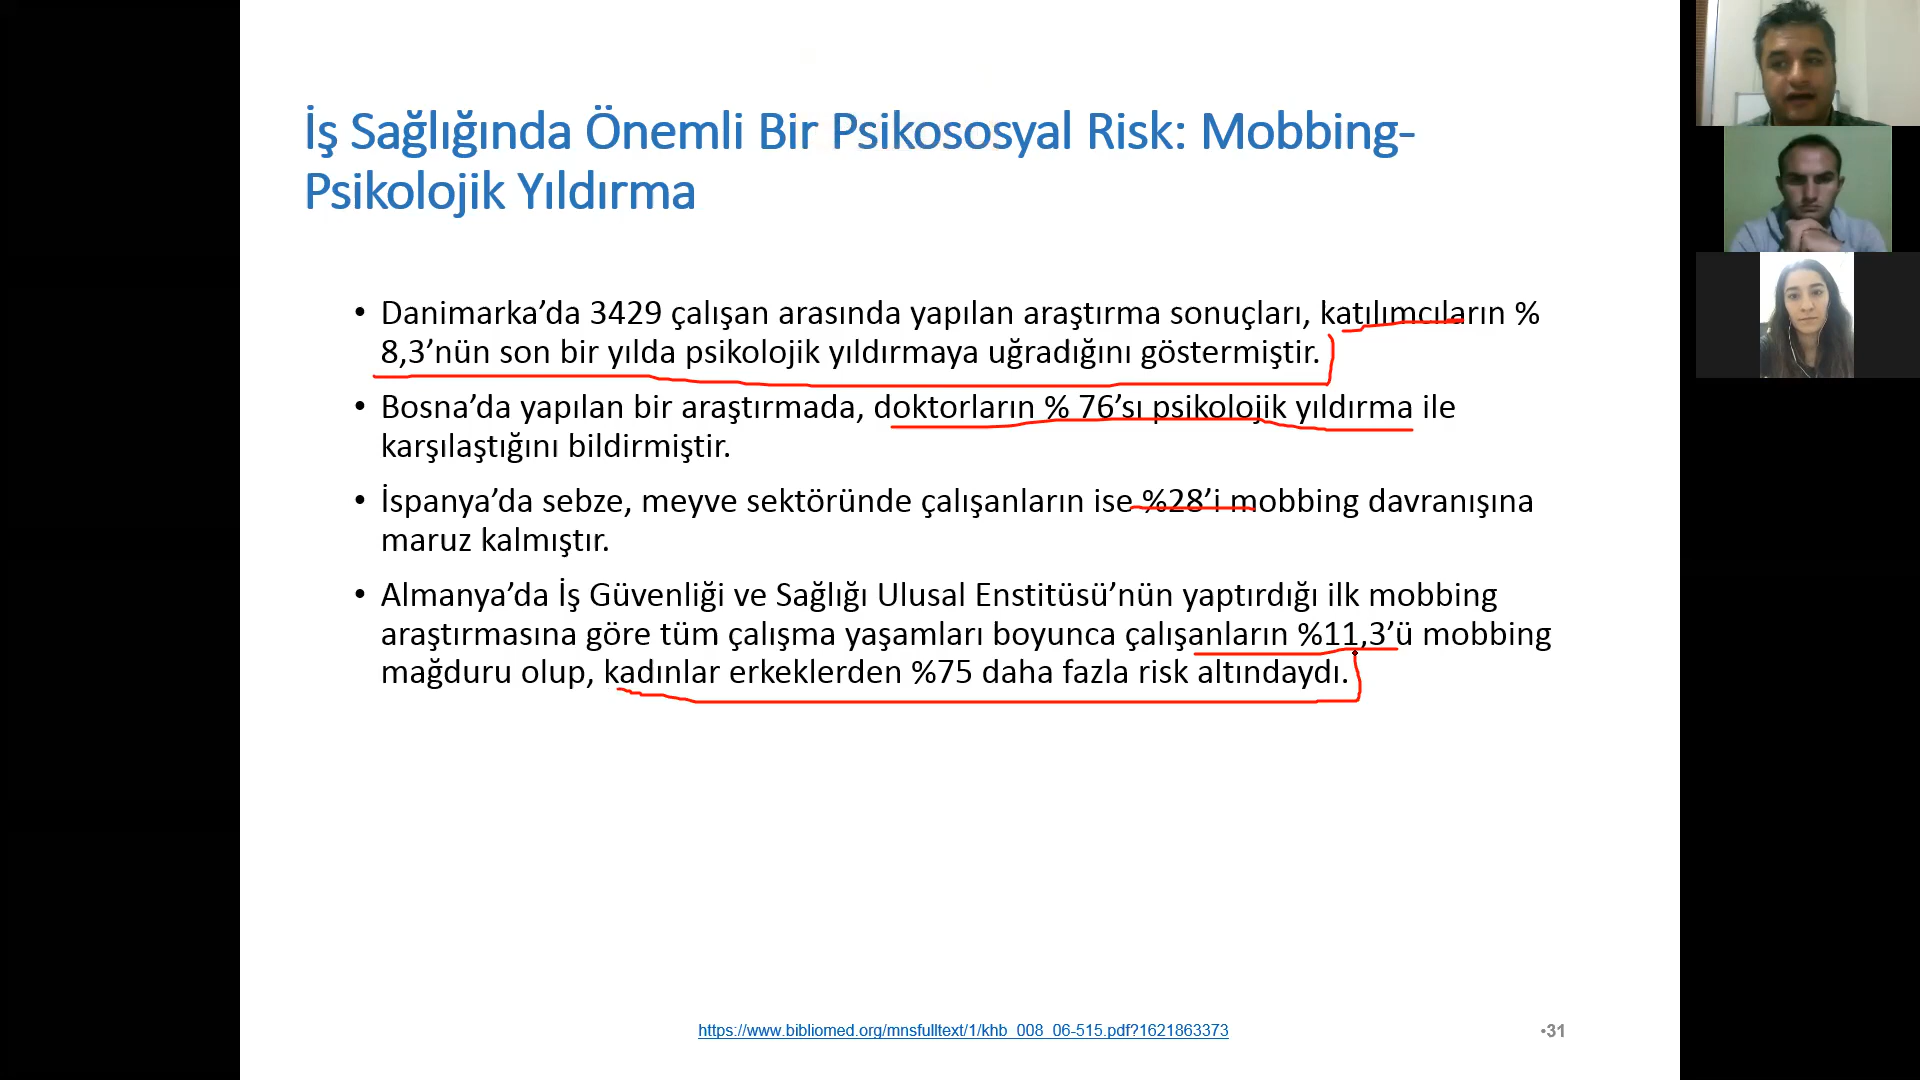 İş Sağlığında Önemli Bir Psikososyal Risk: Mobbing-
Psikolojik Yıldırma
• Danimarka’da 3429 çalışan arasında yapılan araştırma sonuçları, katılımcıların %
8,3’nün son bir yılda psikolojik yıldırmaya uğradığını göstermiştir.
• Bosna’da yapılan bir araştırmada, doktorların % 76’sı psikolojik yıldırma ile
karşılaştığını bildirmiştir.
• İspanya’da sebze, meyve sektöründe çalışanların ise %28’i mobbing davranışına
maruz kalmıştır.
• Almanya’da İş Güvenliği ve Sağlığı Ulusal Enstitüsü’nün yaptırdığı ilk mobbing
araştırmasına göre tüm çalışma yaşamları boyunca çalışanların %11,3’ü mobbing
mağduru olup, kadınlar erkeklerden %75 daha fazla risk altındaydı.
https://www.bibliomed.org/mnsfulltext/1/khb_008_06-515.pdf?1621863373
•31